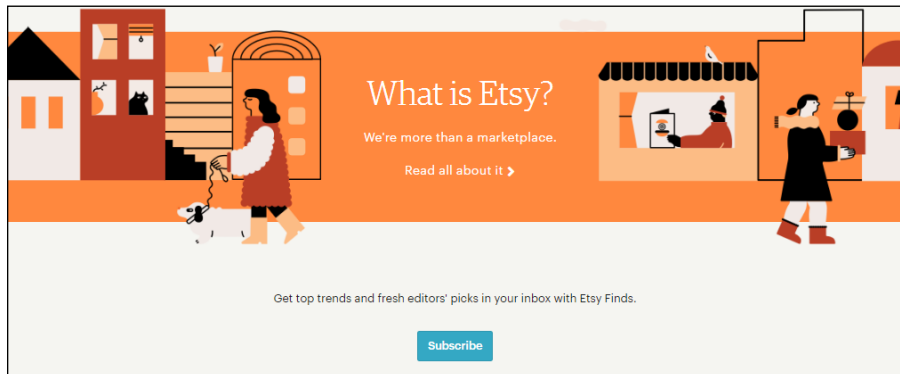 What is Etsy?
We're more than a marketplace.
Read all about it
Get top trends and fresh editors' picks in your inbox with Etsy Finds.
Subscribe